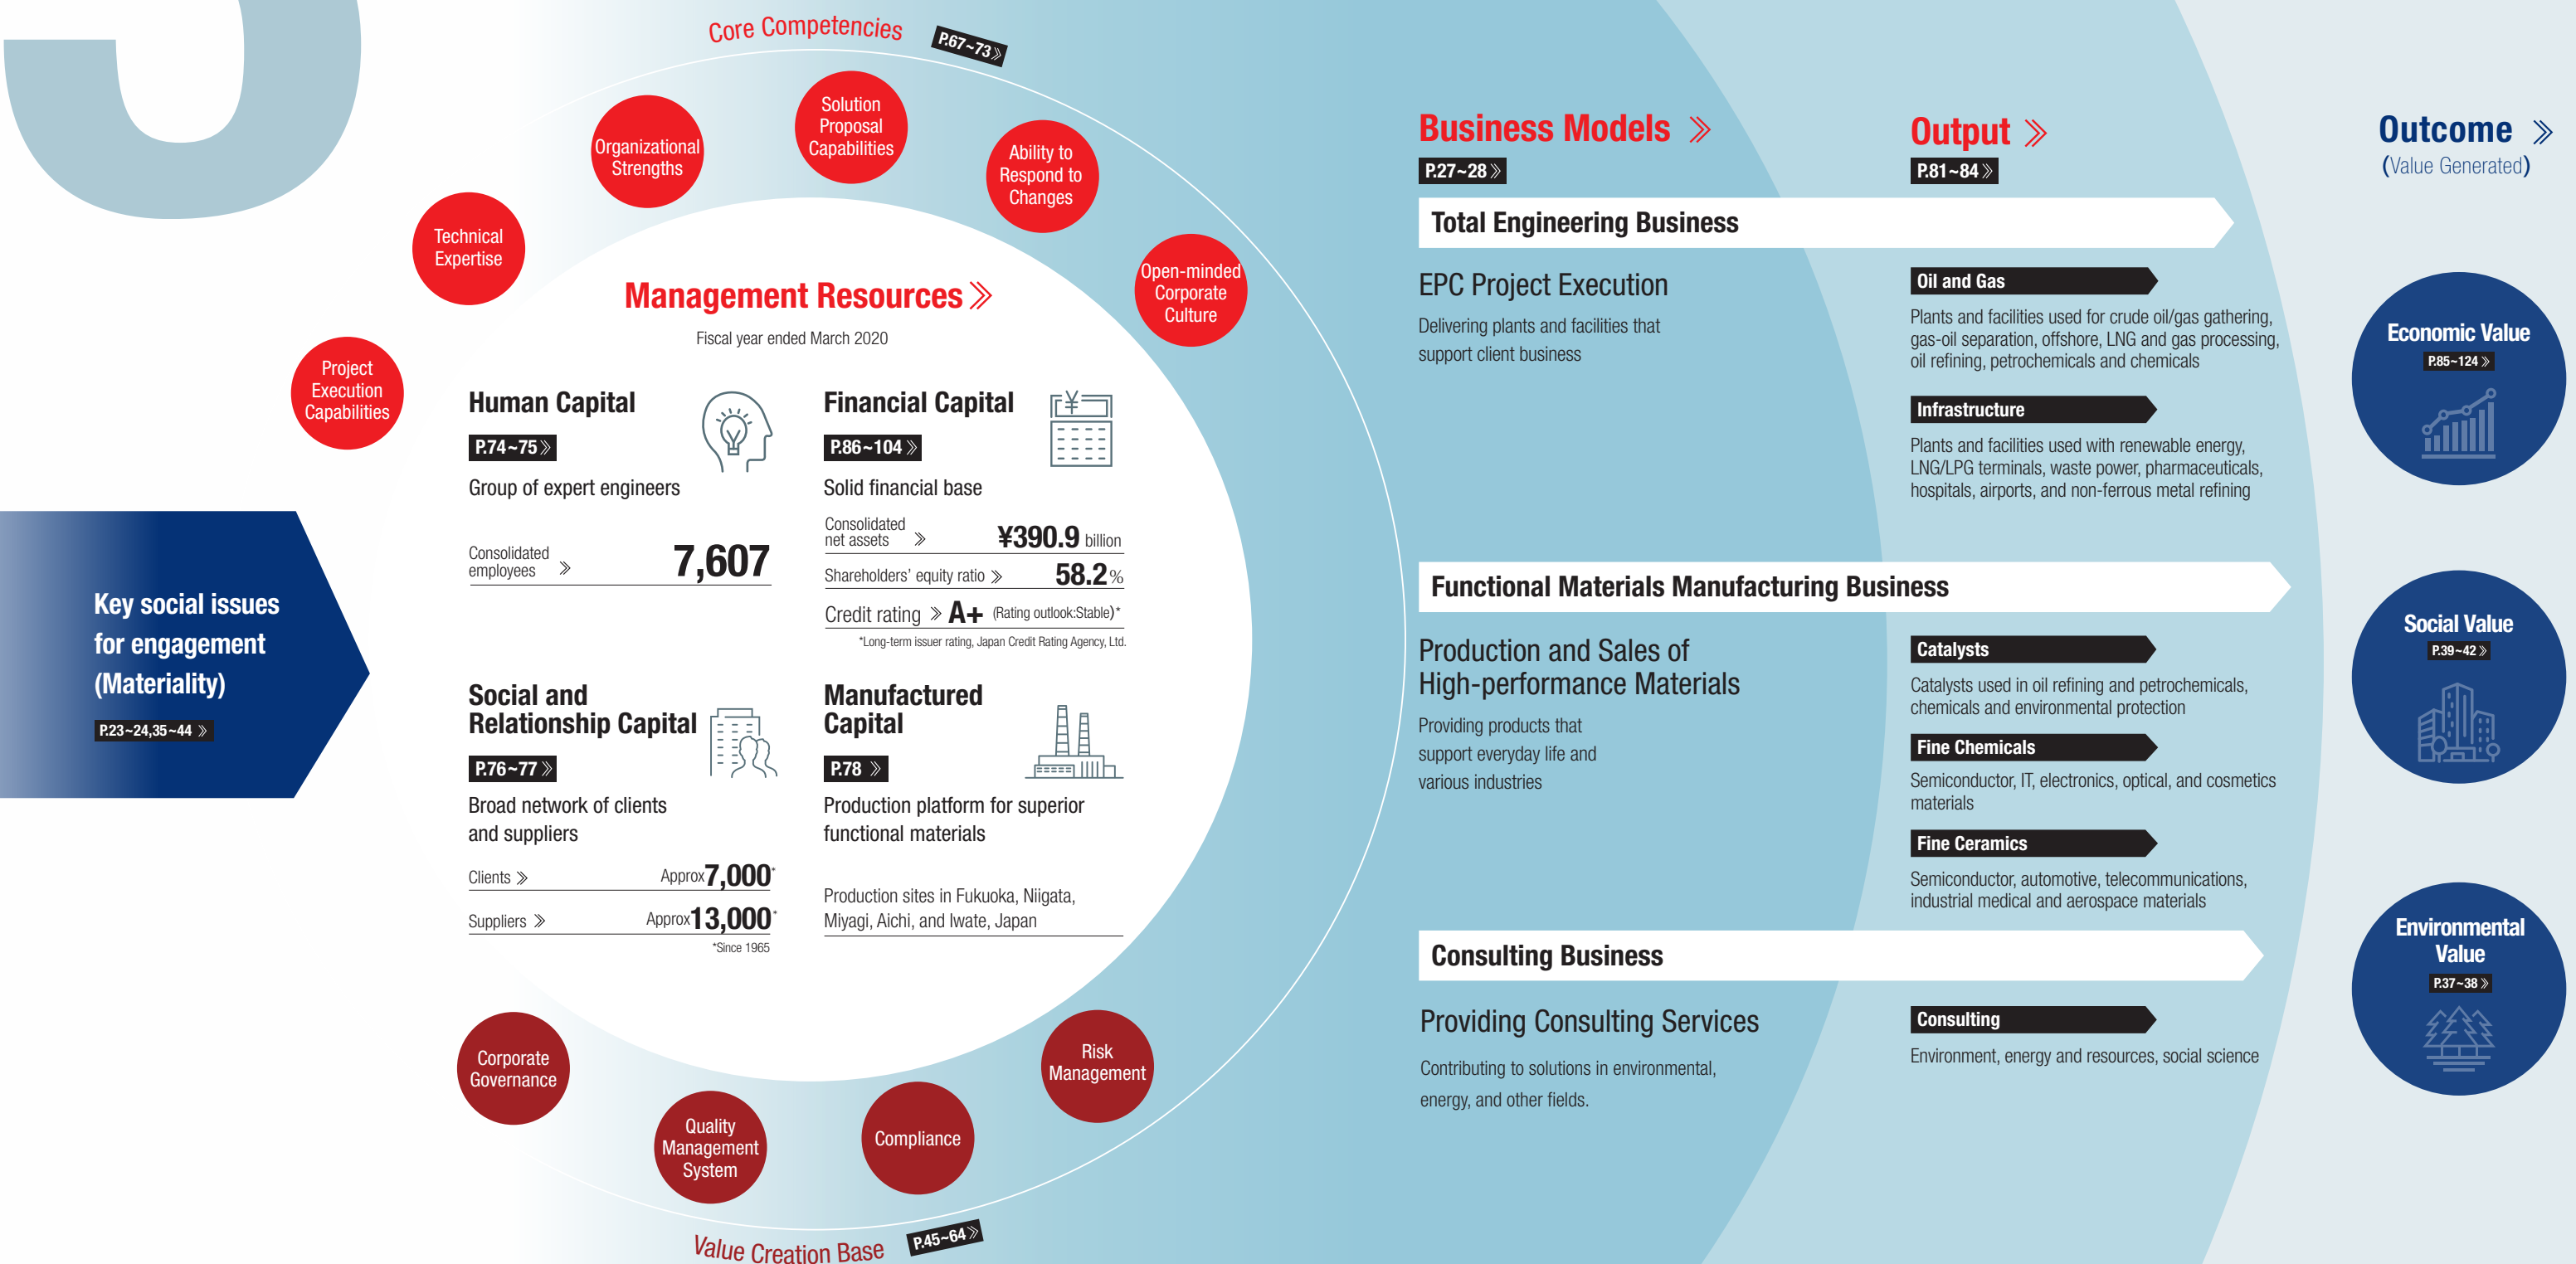 Core Competencies
P.67~73
Project
Execution
Capabilities
Technical
Expertise
Organizational
Strengths
Solution
Proposal
Capabilities
Ability to
Respond to
Changes
Open-minded
Corporate
Culture
Key social issues
for engagement
(Materiality)
P.23~24,35~44
Management Resources
Fiscal year ended March 2020
Human Capital
P.74~75
Group of expert engineers
Consolidated
employees
7,607
Financial Capital
P.86~104
Solid financial base
Consolidated
net assets
¥390.9 billion
Shareholders' equity ratio 58.2%
Credit rating A+ (Rating outlook:Stable)*
*Long-term issuer rating, Japan Credit Rating Agency, Ltd.
Social and
Relationship Capital
P.76~77
Broad network of clients
and suppliers
Clients Approx7,000*
Suppliers Approx13,000*
*Since 1965
Manufactured
Capital
P.78
Production platform for superior
functional materials
Production sites in Fukuoka, Niigata,
Miyagi, Aichi, and Iwate, Japan
Corporate
Governance
Quality
Management
System
Compliance
Risk
Management
Value Creation Base
P.45~64
Business Models
P.27~28
Output
P.81~84
Total Engineering Business
EPC Project Execution
Delivering plants and facilities that
support client business
Oil and Gas
Plants and facilities used for crude oil/gas gathering,
gas-oil separation, offshore, LNG and gas processing,
oil refining, petrochemicals and chemicals
Infrastructure
Plants and facilities used with renewable energy,
LNG/LPG terminals, waste power, pharmaceuticals,
hospitals, airports, and non-ferrous metal refining
Functional Materials Manufacturing Business
Production and Sales of
High-performance Materials
Providing products that
support everyday life and
various industries
Catalysts
Catalysts used in oil refining and petrochemicals,
chemicals and environmental protection
Fine Chemicals
Semiconductor, IT, electronics, optical, and cosmetics
materials
Fine Ceramics
Semiconductor, automotive, telecommunications,
industrial medical and aerospace materials
Consulting Business
Providing Consulting Services
Contributing to solutions in environmental,
energy, and other fields.
Consulting
Environment, energy and resources, social science
Outcome
(Value Generated)
Economic Value
P.85~124
Social Value
P.39~42
Environmental
Value
P.37~38